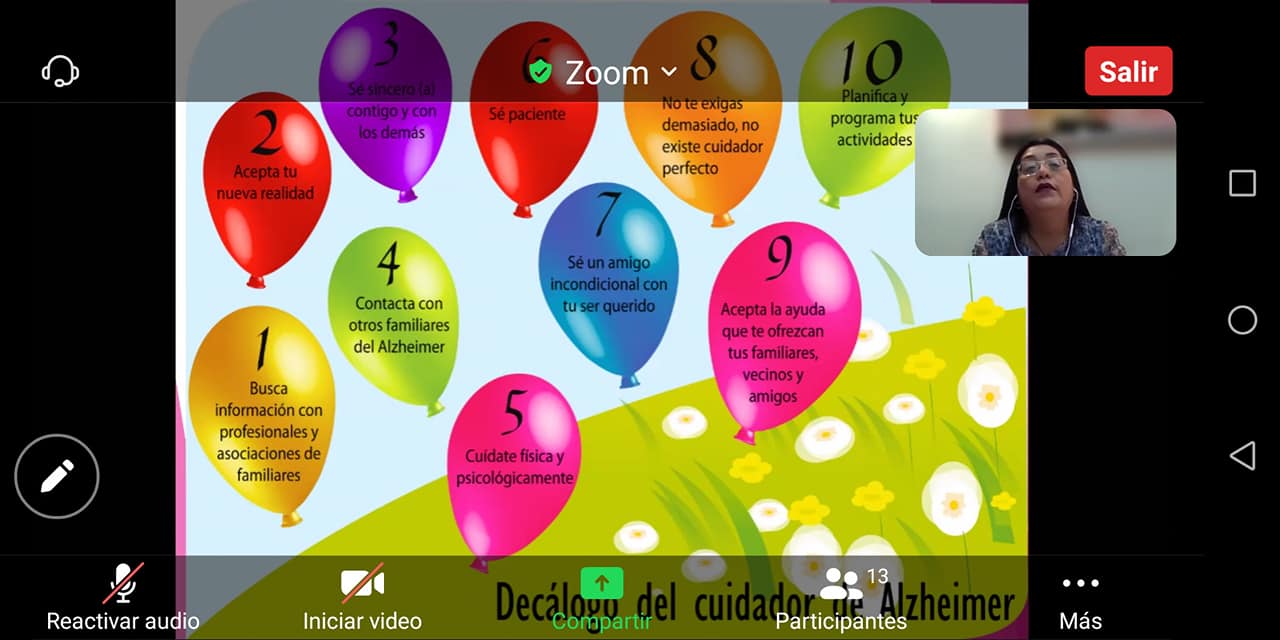 Zoom
Salir
1
Busca
información con
profesionales y
asociaciones de
familiares
2
Acepta tu
nueva realidad
3
Sé sincero (a)
contigo y con
los demás
4
Contacta con
otros familiares
del Alzheimer
5
Cuídate física y
psicológicamente
6
Sé paciente
7
Sé un amigo
incondicional con
tu ser querido
8
No te exigas
demasiado, no
existe cuidador
perfecto
9
Acepta la ayuda
que te ofrezcan
tus familiares,
vecinos y
amigos
10
Planifica y
programa tus
actividades
Decálogo del cuidador de Alzheimer
Reactivar audio
Iniciar video
Compartir
13
Participantes
Más